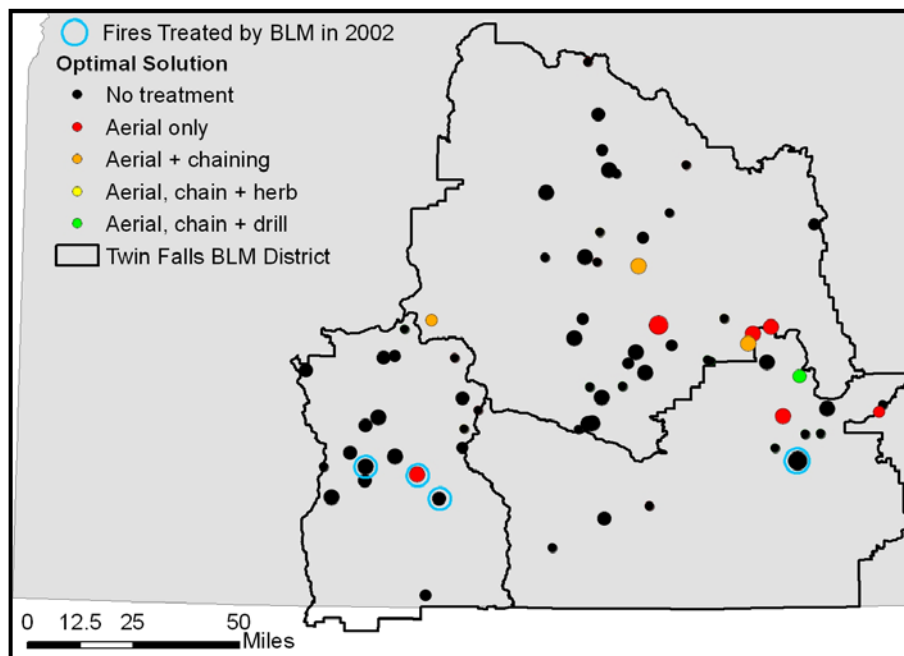 Fires Treated by BLM in 2002
Optimal Solution
No treatment
Aerial only
Aerial + chaining
Aerial, chain + herb
Aerial, chain + drill
Twin Falls BLM District
0 12.5 25 50
Miles